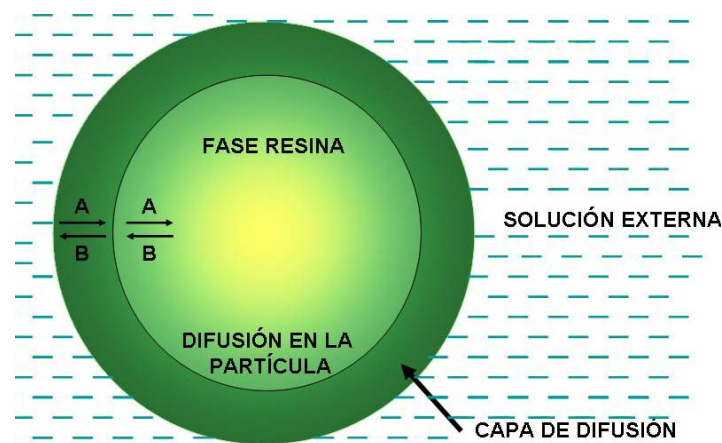 FASE RESINA
A
A
B
B
SOLUCIÓN EXTERNA
DIFUSIÓN EN LA
PARTÍCULA
CAPA DE DIFUSIÓN